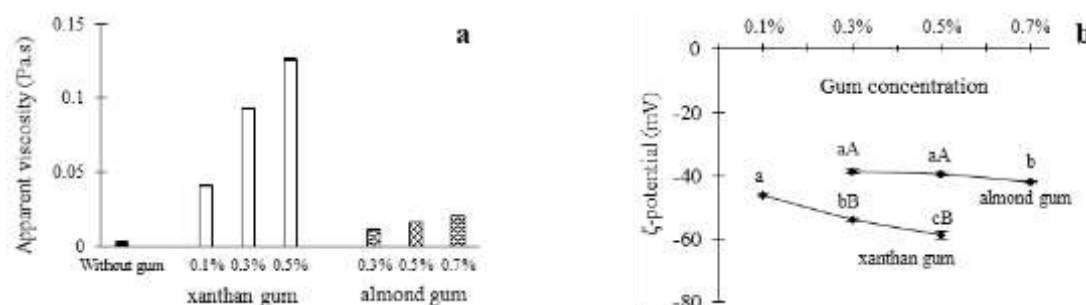 a
Apparent viscosity (Pa.s)
0.15
0.1
0.05
0
Without gum
0.1% 0.3% 0.5%
0.3% 0.5% 0.7%
xanthan gum
almond gum
b
0.1% 0.3% 0.5% 0.7%
ζ-potential (mV)
0
-20
-40
-60
-80
Gum concentration
aA
aA
b
a
almond gum
bB
cB
xanthan gum